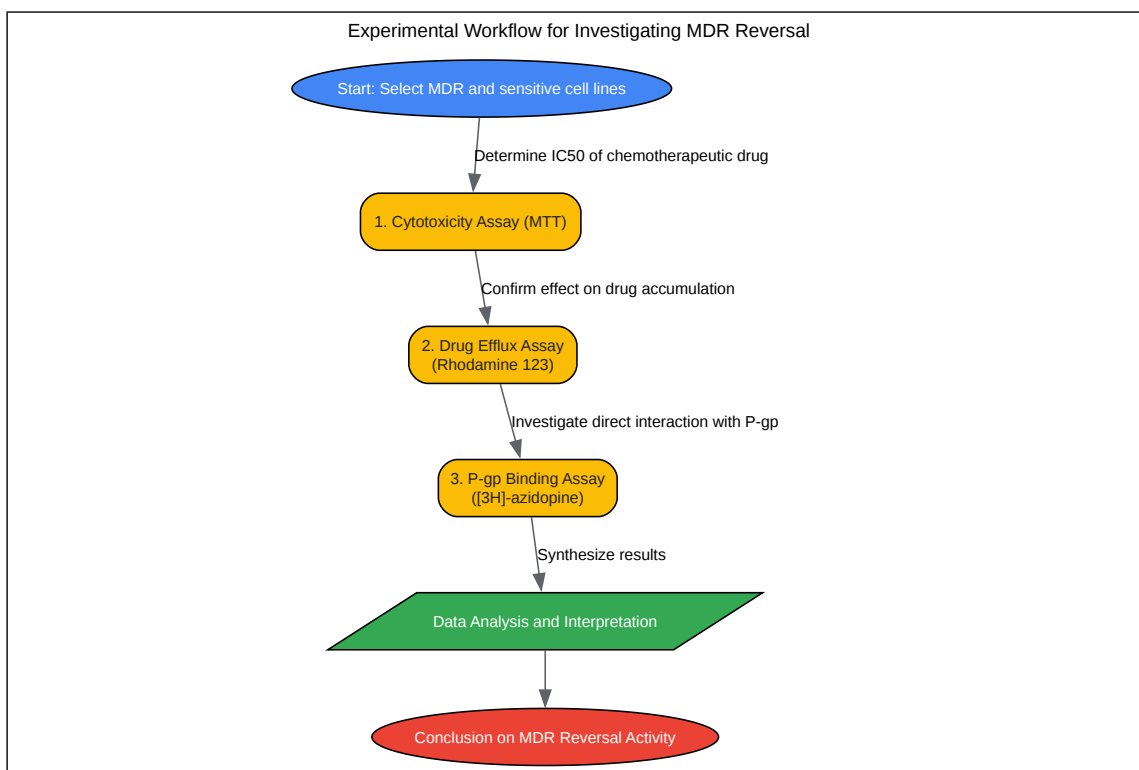 Experimental Workflow for Investigating MDR Reversal
Start: Select MDR and sensitive cell lines
Determine IC50 of chemotherapeutic drug
1. Cytotoxicity Assay (MTT)
Confirm effect on drug accumulation
2. Drug Efflux Assay
(Rhodamine 123)
Investigate direct interaction with P-gp
3. P-gp Binding Assay
([3H]-azidopine)
Synthesize results
Data Analysis and Interpretation
Conclusion on MDR Reversal Activity